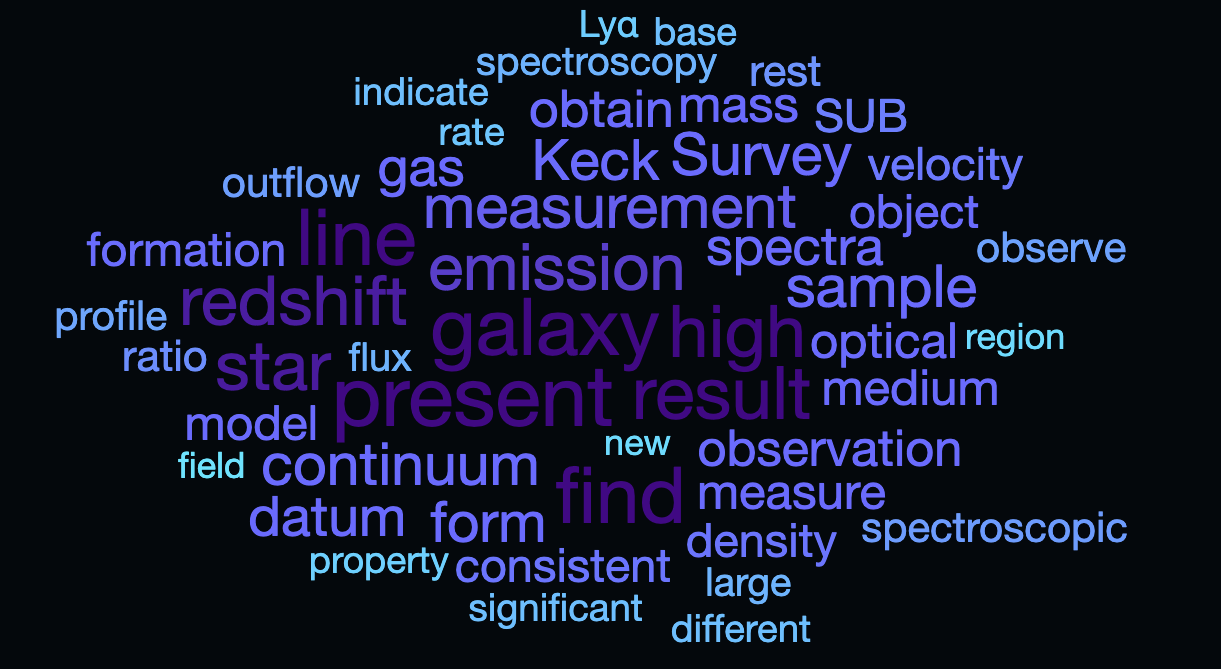 Lyα base
spectroscopy rest
indicate obtain mass SUB
rate
gas Keck Survey velocity
outflow measurement object
formation line emission spectra observe
profile redshift galaxy high sample
ratio star flux optical region
present result medium
model new observation
field continuum find measure
datum form density spectroscopic
property consistent large
significant different